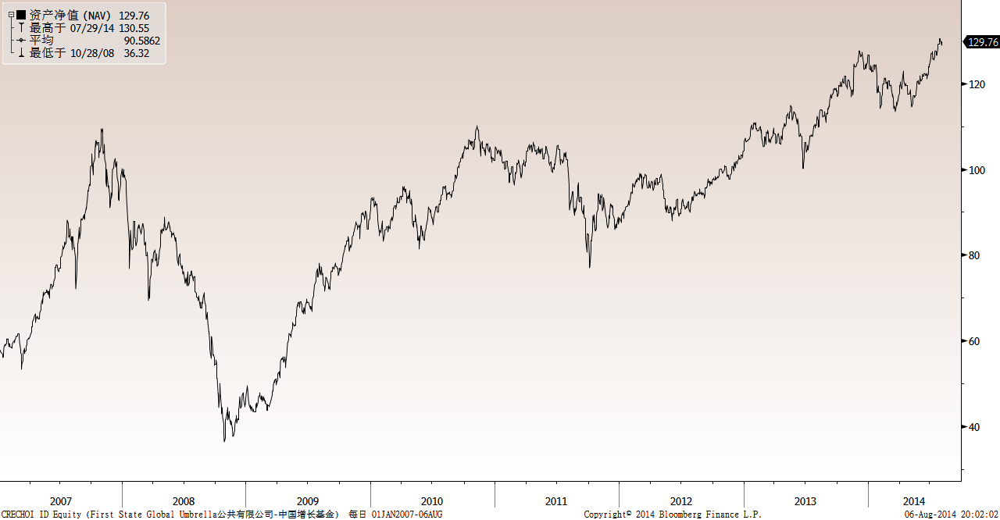 资产净值 (NAV) 129.76
最高于 07/29/14 130.55
平均 90.5862
最低于 10/28/08 36.32
129.76
120
100
80
60
40
2007 2008 2009 2010 2011 2012 2013 2014
CRECHOI ID Equity (First State Global Umbrella公共有限公司-中国增长基金) 每日 01JAN2007-06AUG Copyright© 2014 Bloomberg Finance L.P. 06-Aug-2014 20:02:02